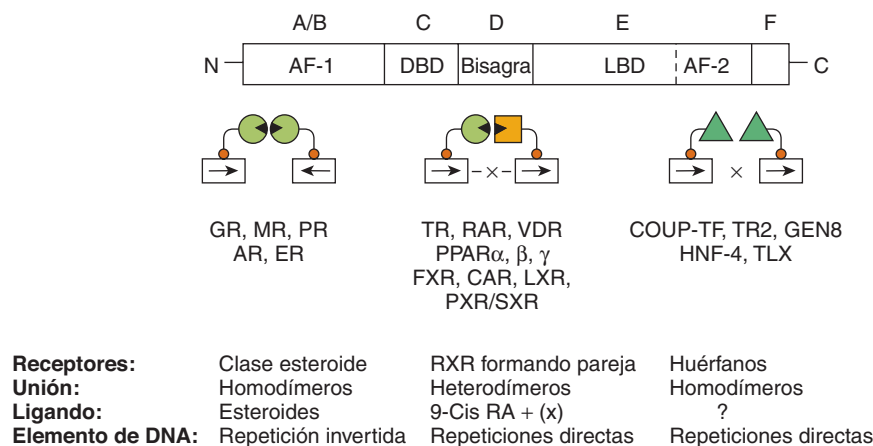 A/B C D E F
N AF-1 DBD Bisagra LBD AF-2 C
- × - ×
GR, MR, PR TR, RAR, VDR COUP-TF, TR2, GEN8
AR, ER PPARα, β, γ HNF-4, TLX
FXR, CAR, LXR,
PXR/SXR
Receptores: Clase esteroide RXR formando pareja Huérfanos
Unión: Homodímeros Heterodímeros Homodímeros
Ligando: Esteroides 9-Cis RA + (x) ?
Elemento de DNA: Repetición invertida Repeticiones directas Repeticiones directas